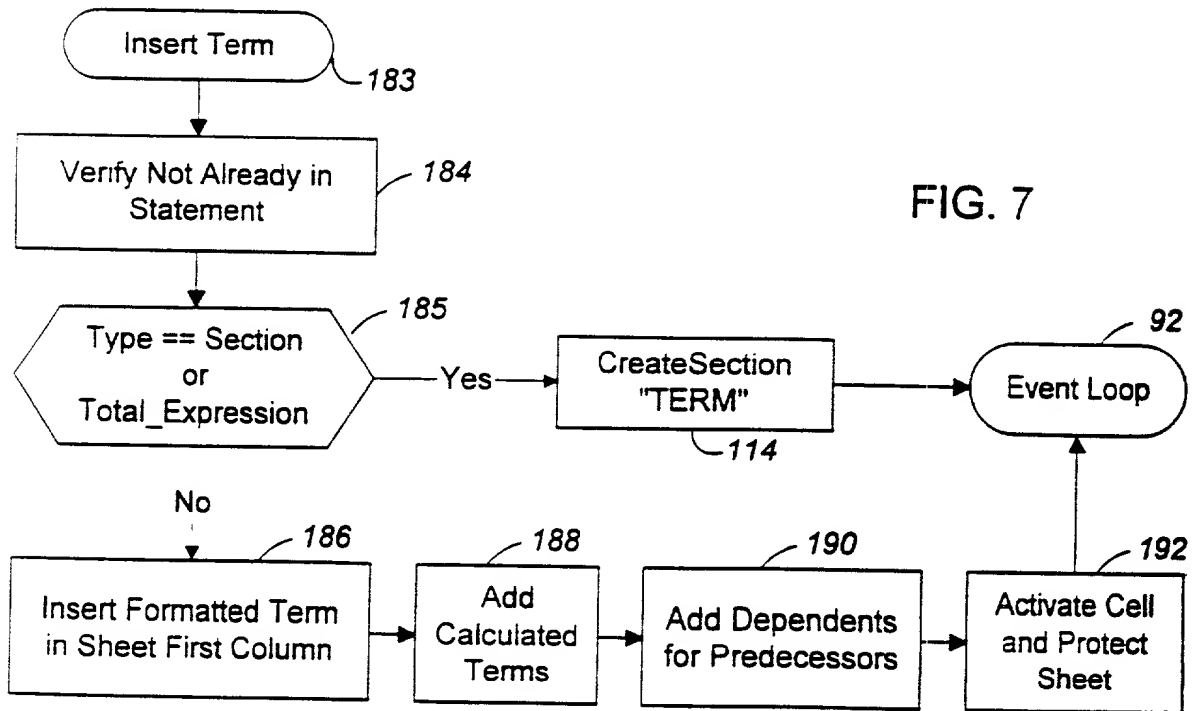 Insert Term
183
Verify Not Already in
Statement
184
FIG. 7
Type == Section
or
Total_Expression
185
Yes
CreateSection
"TERM"
114
92
Event Loop
No
186
Insert Formatted Term
in Sheet First Column
188
Add
Calculated
Terms
190
Add Dependents
for Predecessors
192
Activate Cell
and Protect
Sheet